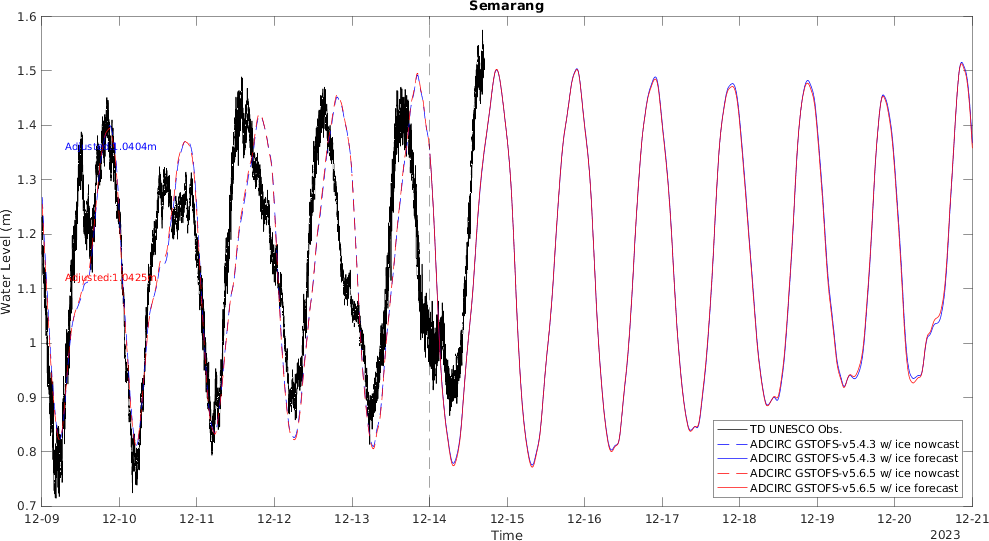 Semarang
1.6
1.5
1.4
1.3
1.2
1.1
1
0.9
0.8
0.7
Water Level (m)
Adjusted:1.0404m
Adjusted:1.0425m
TD UNESCO Obs.
ADCIRC GSTOFS-v5.4.3 w/ ice nowcast
ADCIRC GSTOFS-v5.4.3 w/ ice forecast
ADCIRC GSTOFS-v5.6.5 w/ ice nowcast
ADCIRC GSTOFS-v5.6.5 w/ ice forecast
12-09 12-10 12-11 12-12 12-13 12-14 12-15 12-16 12-17 12-18 12-19 12-20 12-21
Time
2023